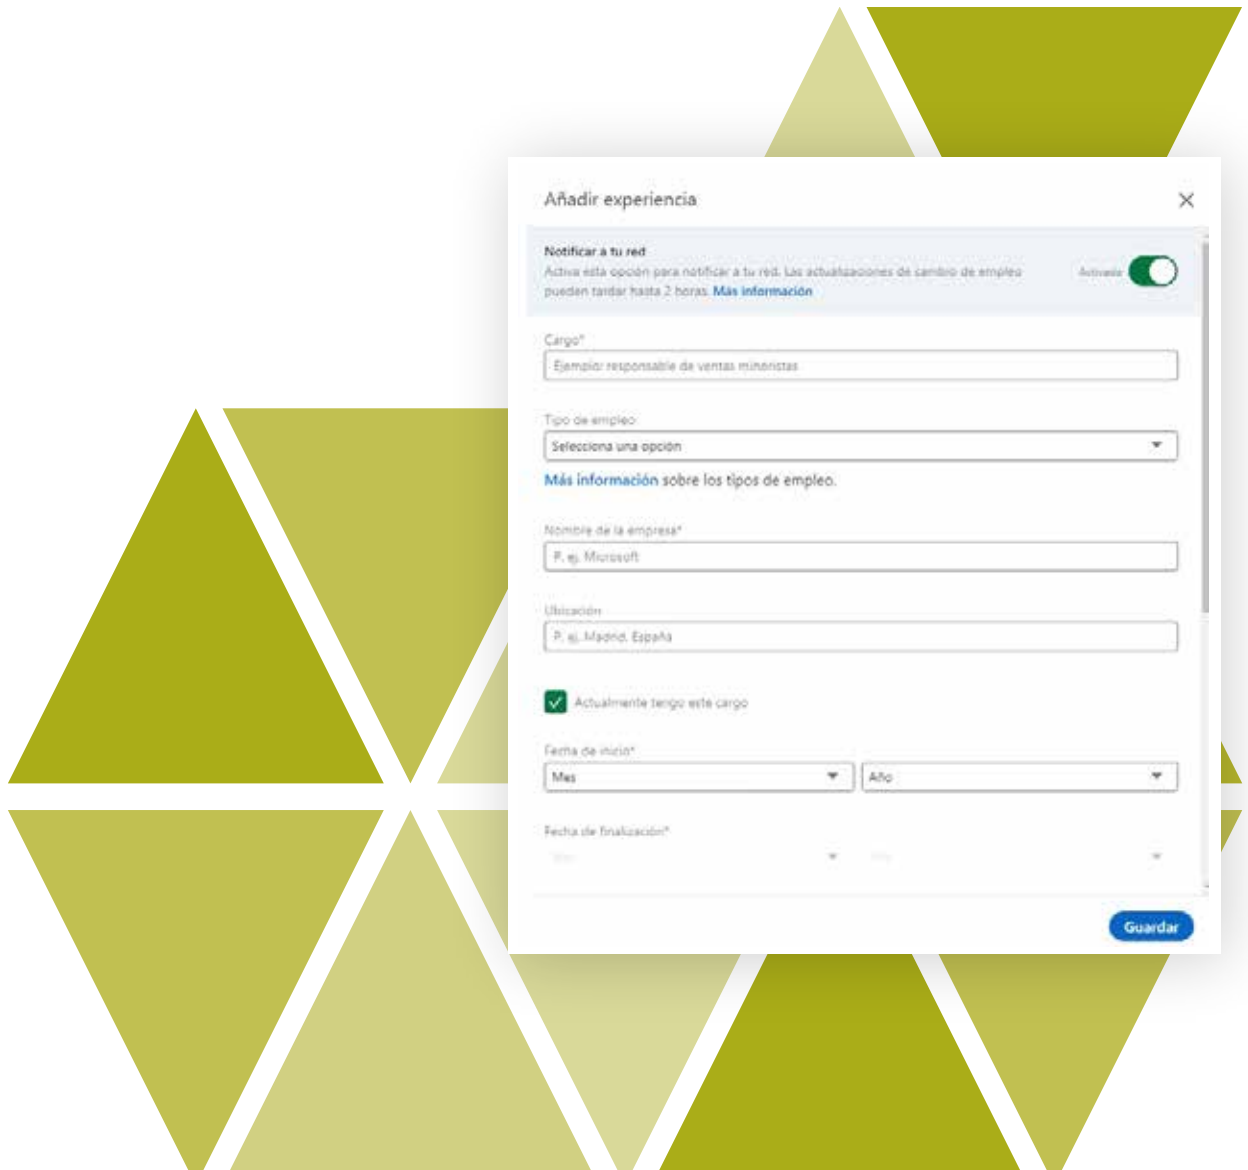 Añadir experiencia
Notificar a tu red
Activa esta opción para notificar a tu red. Las actualizaciones de cambio de empleo
pueden tardar hasta 2 horas. Más información
Activada
Cargo*
Ejemplo: responsable de ventas minoristas
Tipo de empleo
Selecciona una opción
Más información sobre los tipos de empleo.
Nombre de la empresa*
P. ej. Microsoft
Ubicación
P. ej. Madrid, España
Actualmente tengo este cargo
Fecha de inicio*
Mes Año
Fecha de finalización*
Guardar